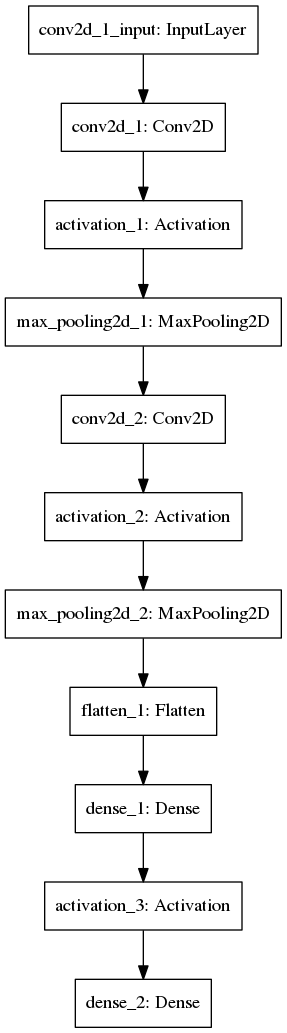 conv2d_1_input: InputLayer
conv2d_1: Conv2D
activation_1: Activation
max_pooling2d_1: MaxPooling2D
conv2d_2: Conv2D
activation_2: Activation
max_pooling2d_2: MaxPooling2D
flatten_1: Flatten
dense_1: Dense
activation_3: Activation
dense_2: Dense